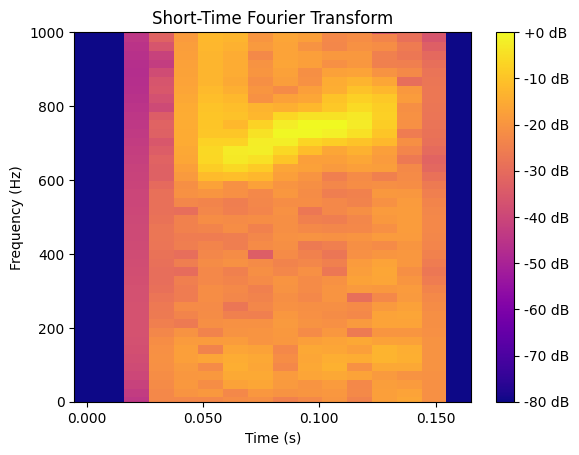 Short-Time Fourier Transform
1000
800
600
400
200
0
Frequency (Hz)
0.000
0.050
0.100
0.150
Time (s)
+0 dB
-10 dB
-20 dB
-30 dB
-40 dB
-50 dB
-60 dB
-70 dB
-80 dB